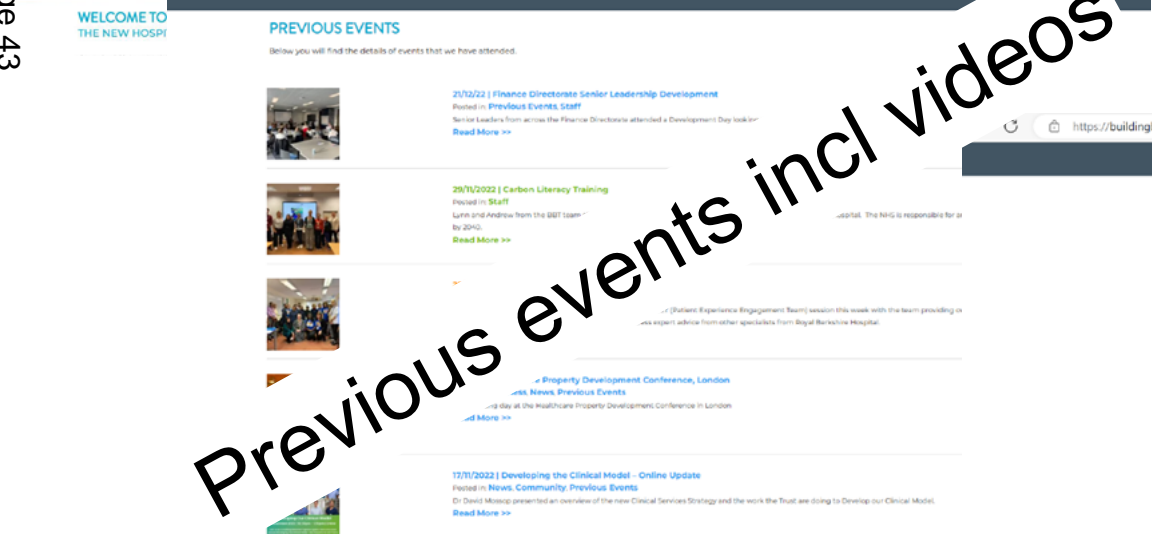 ge 43
WELCOME TO
THE NEW HOSPI
PREVIOUS EVENTS
Below you will find the details of events that we have attended.
21/12/22 | Finance Directorate Senior Leadership Development
Posted in: Previous Events, Staff
Senior Leaders from across the Finance Directorate attended a Development Day looking
Read More >>
29/11/2022 | Carbon Literacy Training
Posted in: Staff
Lynn and Andrew from the BBT team
ospital. The NHS is responsible for
by 2040.
Read More >>
(Patient Experience Engagement Team) session this week with the team providing
ess expert advice from other specialists from Royal Berkshire Hospital.
Property Development Conference, London
ess, News, Previous Events
day at the Healthcare Property Development Conference in London
Read More >>
17/11/2022 | Developing the Clinical Model - Online Update
Posted in: News, Community, Previous Events
Dr David Mossop presented an overview of the new Clinical Services Strategy and the work the Trust are doing to Develop our Clinical Model.
Read More >>
Previous events incl videos
https://building